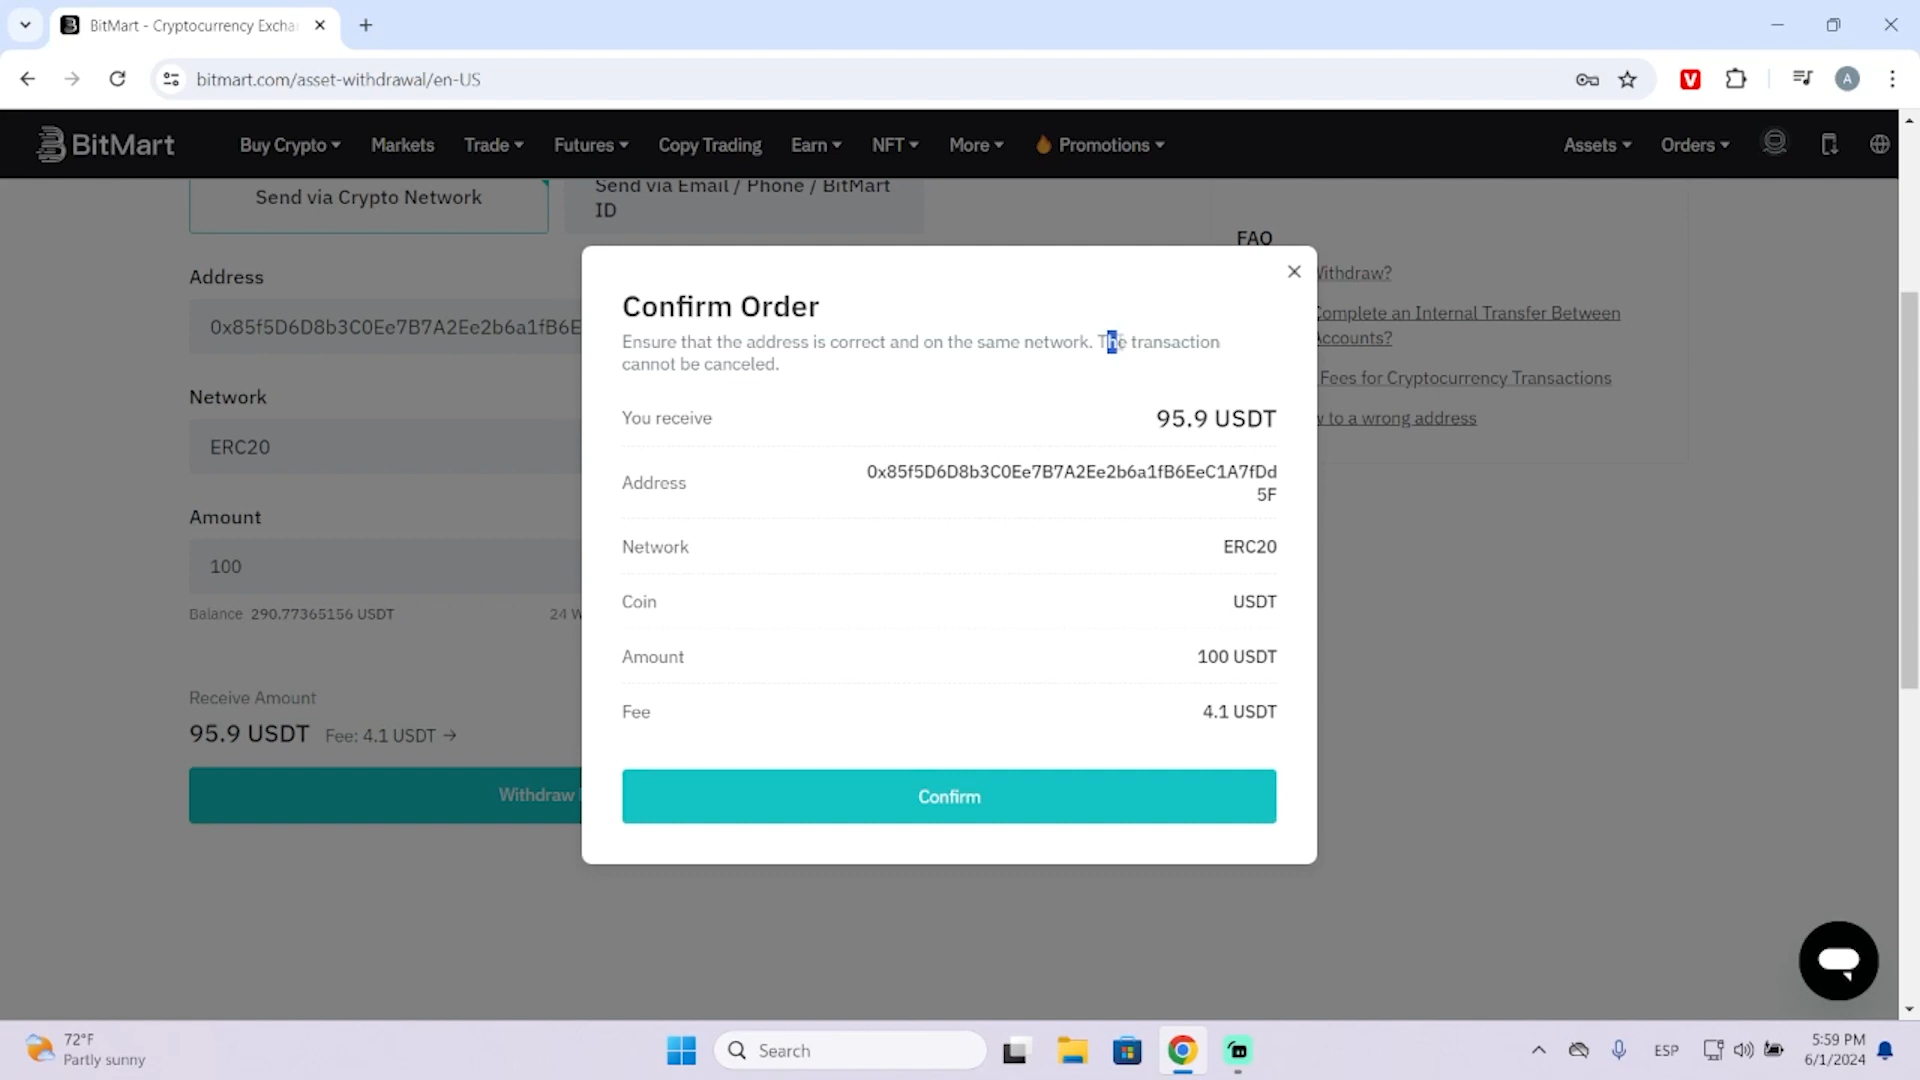 BitMart - Cryptocurrency Excha
bitmart.com/asset-withdrawal/en-US
A
BitMart
Buy Crypto
Markets
Trade
Futures
Copy Trading
Earn
NFT
More
Promotions
Assets
Orders
Send via Crypto Network
Send via Email / Phone / BitMart
ID
Address
0x85f5D6D8b3C0Ee7B7A2Ee2b6a1fB6E
Network
ERC20
Amount
100
Balance 290.77365156 USDT
24 W
Receive Amount
95.9 USDT Fee: 4.1 USDT →
Withdraw
Confirm Order
Ensure that the address is correct and on the same network. The transaction
cannot be canceled.
You receive
95.9 USDT
Address
0x85f5D6D8b3C0Ee7B7A2Ee2b6a1fB6EeC1A7fDd
5F
Network
ERC20
Coin
USDT
Amount
100 USDT
Fee
4.1 USDT
Confirm
FAQ
Withdraw?
Complete an Internal Transfer Between
Accounts?
Fees for Cryptocurrency Transactions
to a wrong address
72°F
Partly sunny
Search
ESP
5:59 PM
6/1/2024